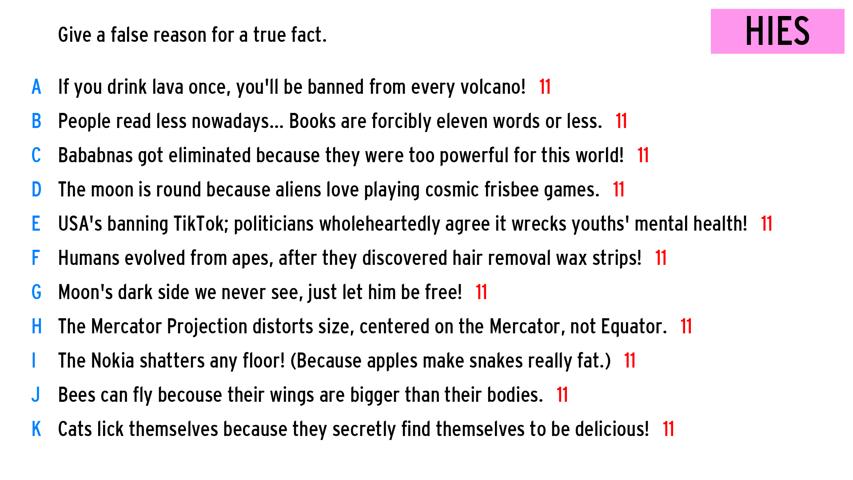 Give a false reason for a true fact.
HIES
A If you drink lava once, you'll be banned from every volcano! 11
B People read less nowadays... Books are forcibly eleven words or less. 11
C Bababnas got eliminated because they were too powerful for this world! 11
D The moon is round because aliens love playing cosmic frisbee games. 11
E USA's banning TikTok; politicians wholeheartedly agree it wrecks youths' mental health! 11
F Humans evolved from apes, after they discovered hair removal wax strips! 11
G Moon's dark side we never see, just let him be free! 11
H The Mercator Projection distorts size, centered on the Mercator, not Equator. 11
I The Nokia shatters any floor! (Because apples make snakes really fat.) 11
J Bees can fly becouse their wings are bigger than their bodies. 11
K Cats lick themselves because they secretly find themselves to be delicious! 11